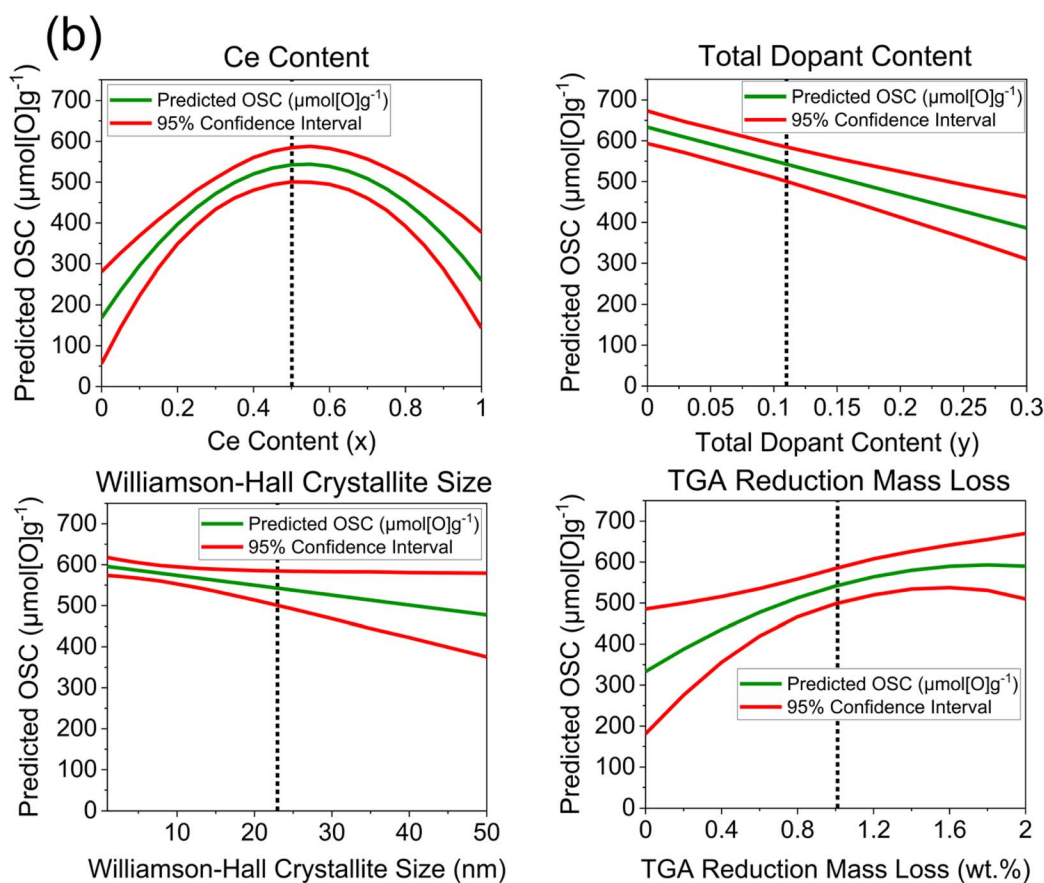 (b)
Ce Content
Predicted OSC (µmol[O]g⁻¹)
700
600
500
400
300
200
100
0
Predicted OSC (µmol[O]g⁻¹)
95% Confidence Interval
0 0.2 0.4 0.6 0.8 1
Ce Content (x)
Total Dopant Content
Predicted OSC (µmol[O]g⁻¹)
700
600
500
400
300
200
100
0
Predicted OSC (µmol[O]g⁻¹)
95% Confidence Interval
0 0.05 0.1 0.15 0.2 0.25 0.3
Total Dopant Content (y)
Williamson-Hall Crystallite Size
Predicted OSC (µmol[O]g⁻¹)
700
600
500
400
300
200
100
0
Predicted OSC (µmol[O]g⁻¹)
95% Confidence Interval
10 20 30 40 50
Williamson-Hall Crystallite Size (nm)
TGA Reduction Mass Loss
Predicted OSC (µmol[O]g⁻¹)
700
600
500
400
300
200
100
0
Predicted OSC (µmol[O]g⁻¹)
95% Confidence Interval
0 0.4 0.8 1.2 1.6 2
TGA Reduction Mass Loss (wt.%)